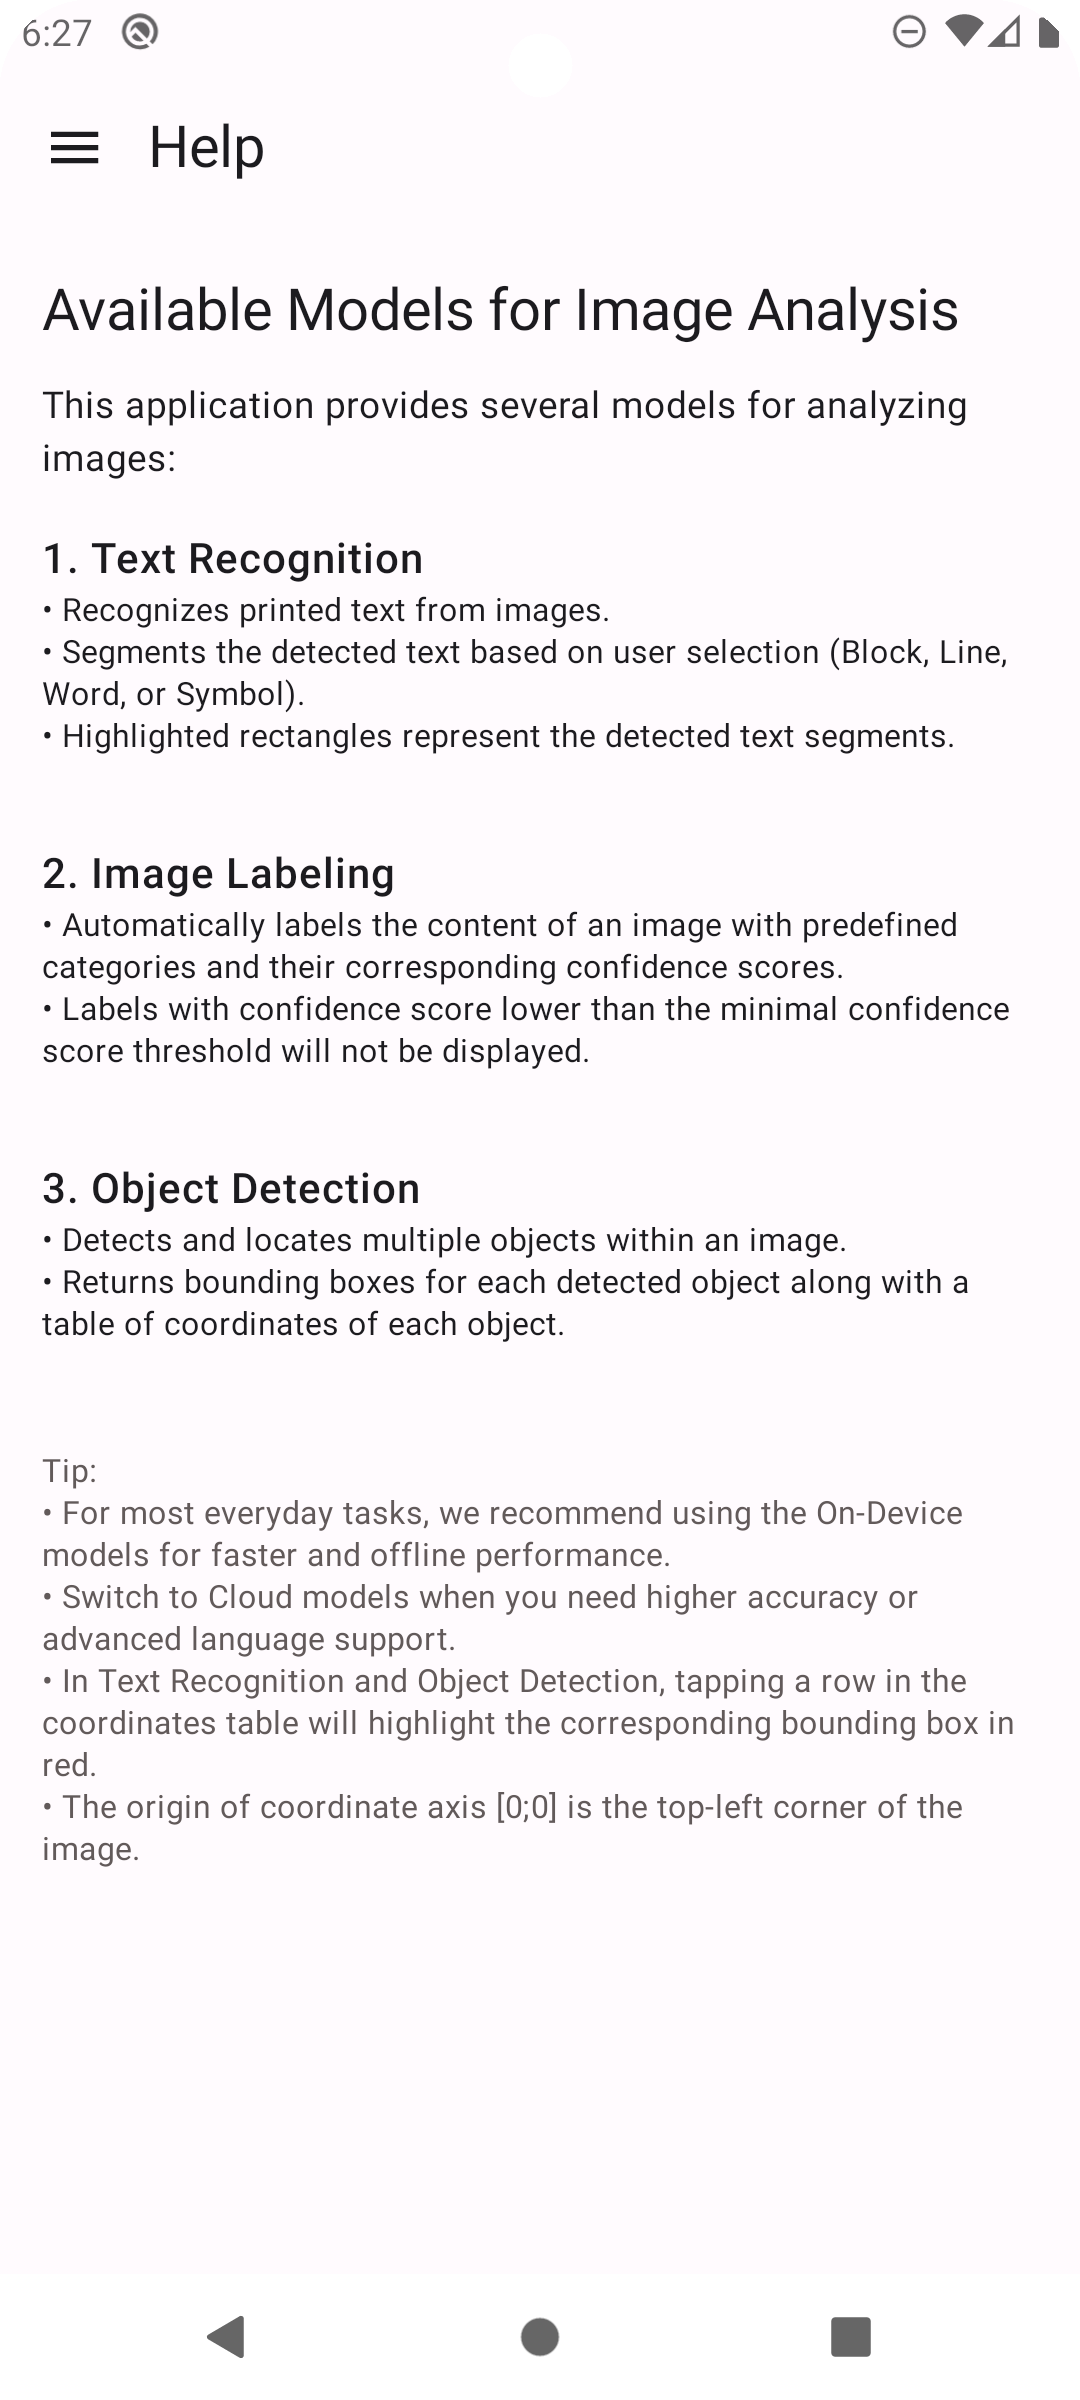 6:27
Help
Available Models for Image Analysis
This application provides several models for analyzing
images:
1. Text Recognition
• Recognizes printed text from images.
• Segments the detected text based on user selection (Block, Line,
Word, or Symbol).
• Highlighted rectangles represent the detected text segments.
2. Image Labeling
• Automatically labels the content of an image with predefined
categories and their corresponding confidence scores.
• Labels with confidence score lower than the minimal confidence
score threshold will not be displayed.
3. Object Detection
• Detects and locates multiple objects within an image.
• Returns bounding boxes for each detected object along with a
table of coordinates of each object.
Tip:
• For most everyday tasks, we recommend using the On-Device
models for faster and offline performance.
• Switch to Cloud models when you need higher accuracy or
advanced language support.
• In Text Recognition and Object Detection, tapping a row in the
coordinates table will highlight the corresponding bounding box in
red.
• The origin of coordinate axis [0;0] is the top-left corner of the
image.